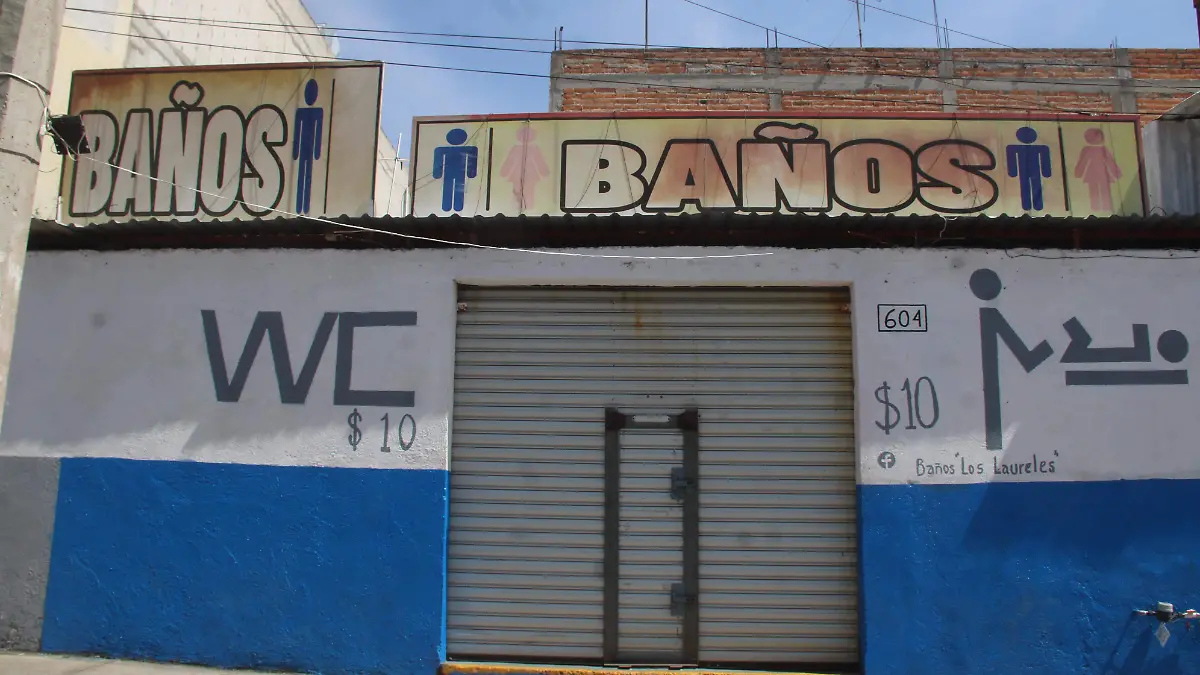 BAÑOS
BAÑOS
WC
$ 10
604
$10
Baños "Los Laureles"